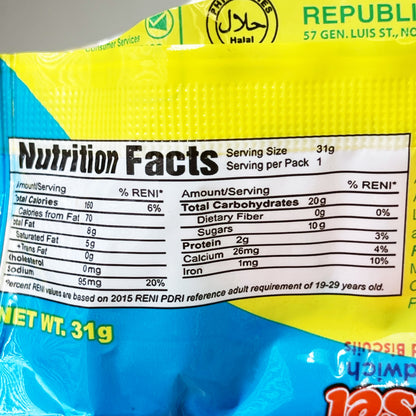 Consumer Services
حلال
Halal
REPUBLI
57 GEN. LUIS ST., NO
Nutrition Facts
Serving Size 31g
Serving per Pack 1
Amount/Serving % RENI*
Total Calories 160 6%
Calories from Fat 70
Total Fat 8g
Saturated Fat 5g
Trans Fat 0g
Cholesterol 0mg
Sodium 95mg 20%
Amount/Serving % RENI*
Total Carbohydrates 20g
Dietary Fiber 0g 0%
Sugars 10g
Protein 2g 3%
Calcium 26mg 4%
Iron 1mg 10%
*Percent RENI values are based on 2015 RENI PDRI reference adult requirement of 19-29 years old.
NET WT. 31g
dwich
d Biscuits